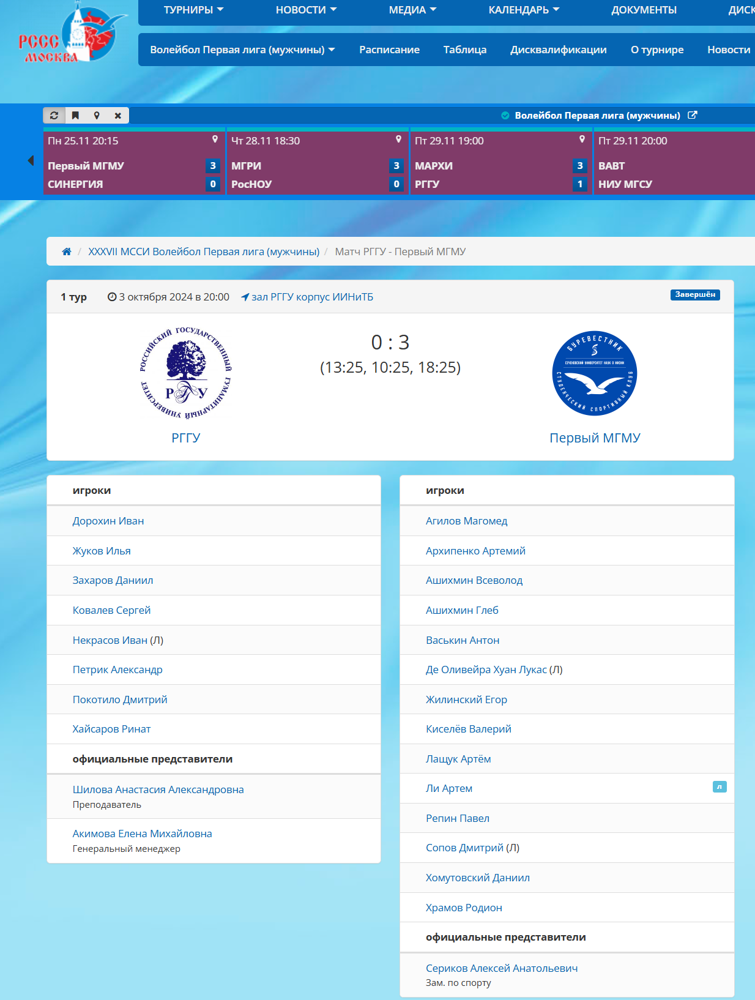 РССС
МОСКВА
ТУРНИРЫ НОВОСТИ МЕДИА КАЛЕНДАРЬ ДОКУМЕНТЫ ДИСК
Волейбол Первая лига (мужчины) Расписание Таблица Дисквалификации О турнире Новости
Волейбол Первая лига (мужчины)
Пн 25.11 20:15
Первый МГМУ 3
СИНЕРГИЯ 0
Чт 28.11 18:30
МГРИ 3
РосНОУ 0
Пт 29.11 19:00
МАРХИ 3
РГГУ 1
Пт 29.11 20:00
ВАВТ
НИУ МГСУ
/ XXXVII МССИ Волейбол Первая лига (мужчины) / Матч РГГУ - Первый МГМУ
1 тур 3 октября 2024 в 20:00 зал РГГУ корпус ИИНиТБ Завершён
РОССИЙСКИЙ ГОСУДАРСТВЕННЫЙ ГУМАНИТАРНЫЙ УНИВЕРСИТЕТ
РГГУ
0 : 3
(13:25, 10:25, 18:25)
БУРЕВЕСТНИК
СЕЧЕНОВСКИЙ УНИВЕРСИТЕТ НАУК О ЖИЗНИ
СТУДЕНЧЕСКИЙ СПОРТИВНЫЙ КЛУБ
РГГУ
Первый МГМУ
игроки
Дорохин Иван
Жуков Илья
Захаров Даниил
Ковалев Сергей
Некрасов Иван (Л)
Петрик Александр
Покотило Дмитрий
Хайсаров Ринат
официальные представители
Шилова Анастасия Александровна
Преподаватель
Акимова Елена Михайловна
Генеральный менеджер
игроки
Агилов Магомед
Архипенко Артемий
Ашихмин Всеволод
Ашихмин Глеб
Васькин Антон
Де Оливейра Хуан Лукас (Л)
Жилинский Егор
Киселёв Валерий
Лащук Артём
Ли Артем л
Репин Павел
Сопов Дмитрий (Л)
Хомутовский Даниил
Храмов Родион
официальные представители
Сериков Алексей Анатольевич
Зам. по спорту